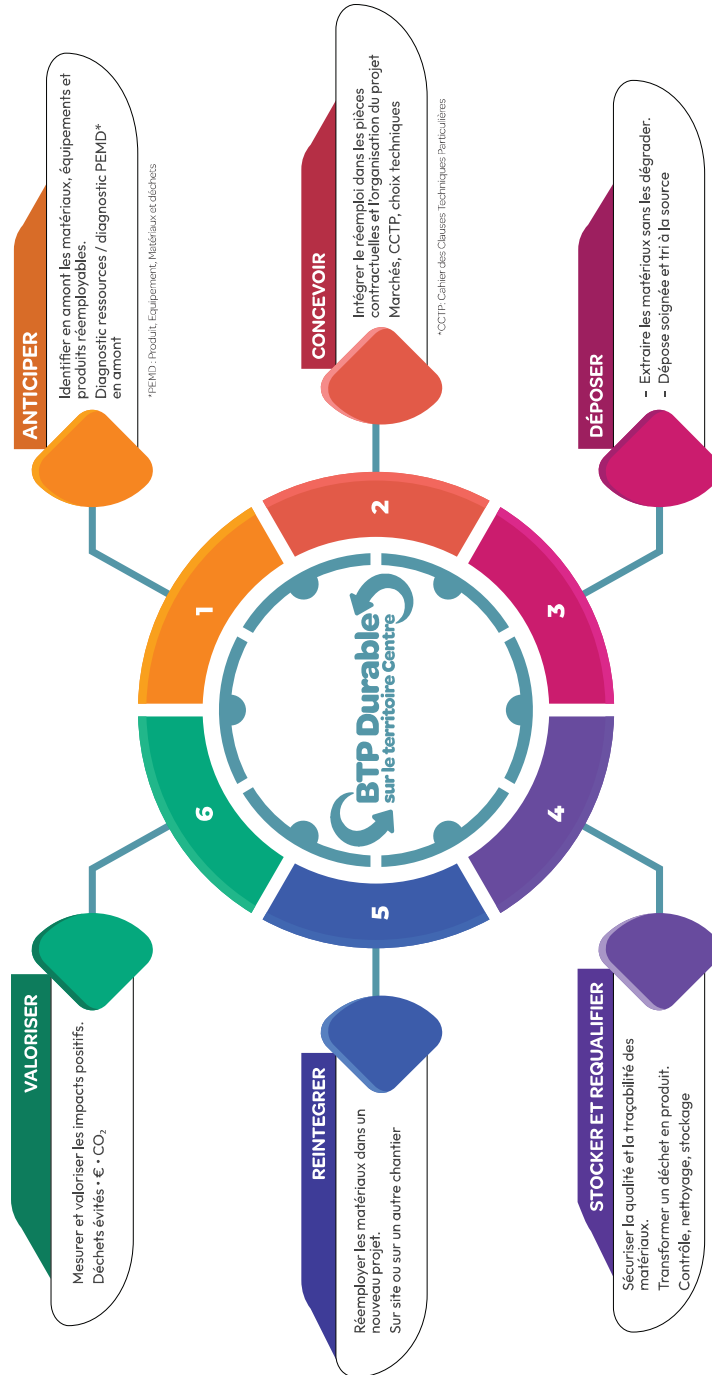 ANTICIPER
Identifier en amont les matériaux, équipements et
produits réemployables.
Diagnostic ressources / diagnostic PEMD*
en amont
*PEMD : Produit, Equipement, Matériaux et déchets
CONCEVOIR
Intégrer le réemploi dans les pièces
contractuelles et l'organisation du projet
Marchés, CCTP, choix techniques
*CCTP: Cahier des Clauses Techniques Particulières
DÉPOSER
- Extraire les matériaux sans les dégrader.
- Dépose soignée et tri à la source
STOCKER ET REQUALIFIER
Sécuriser la qualité et la traçabilité des
matériaux.
Transformer un déchet en produit.
Contrôle, nettoyage, stockage
REINTEGRER
Réemployer les matériaux dans un
nouveau projet.
Sur site ou sur un autre chantier
VALORISER
Mesurer et valoriser les impacts positifs.
Déchets évités • € • CO₂
1
2
3
4
5
6
BTP Durable
sur le territoire Centre